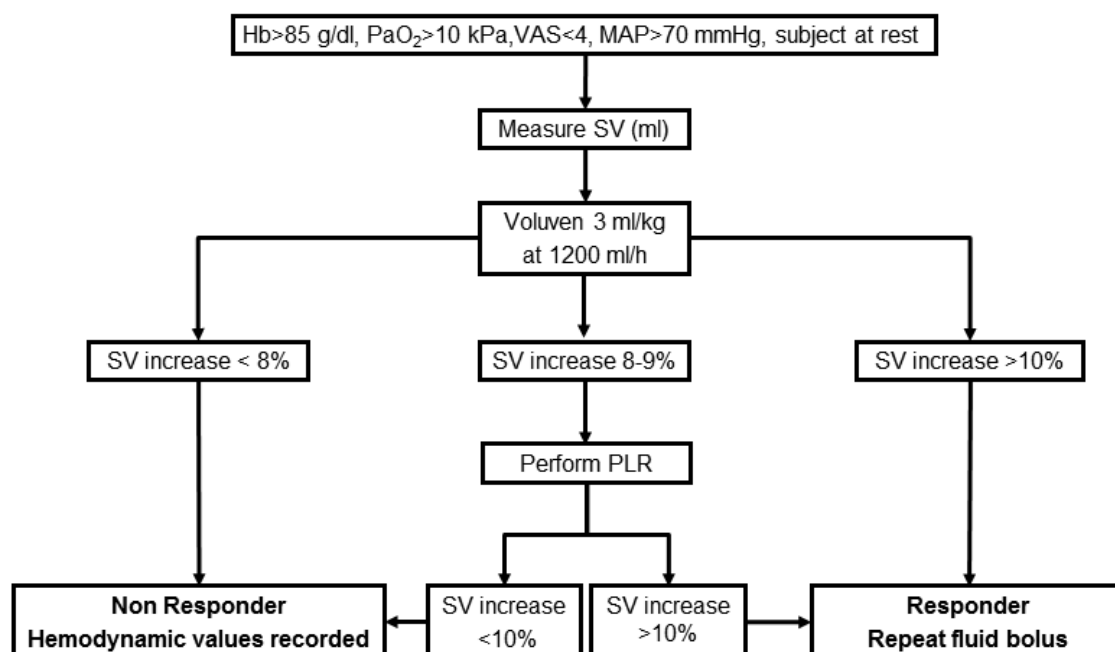 Hb>85 g/dl, PaO₂>10 kPa,VAS<4, MAP>70 mmHg, subject at rest
Measure SV (ml)
Voluven 3 ml/kg
at 1200 ml/h
SV increase < 8%
SV increase 8-9%
SV increase >10%
Perform PLR
Non Responder
Hemodynamic values recorded
SV increase
<10%
SV increase
>10%
Responder
Repeat fluid bolus